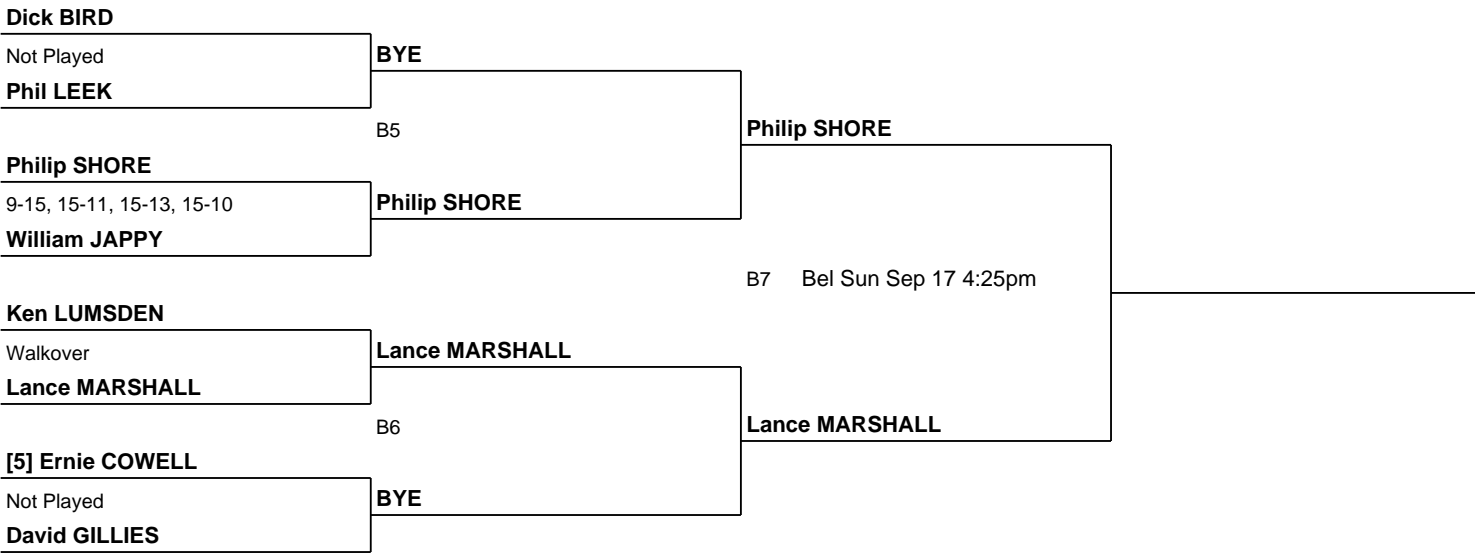 Dick BIRD
Not Played
BYE
Phil LEEK
B5
Philip SHORE
Philip SHORE
9-15, 15-11, 15-13, 15-10
Philip SHORE
William JAPPY
B7 Bel Sun Sep 17 4:25pm
Ken LUMSDEN
Walkover
Lance MARSHALL
Lance MARSHALL
B6
Lance MARSHALL
[5] Ernie COWELL
Not Played
BYE
David GILLIES